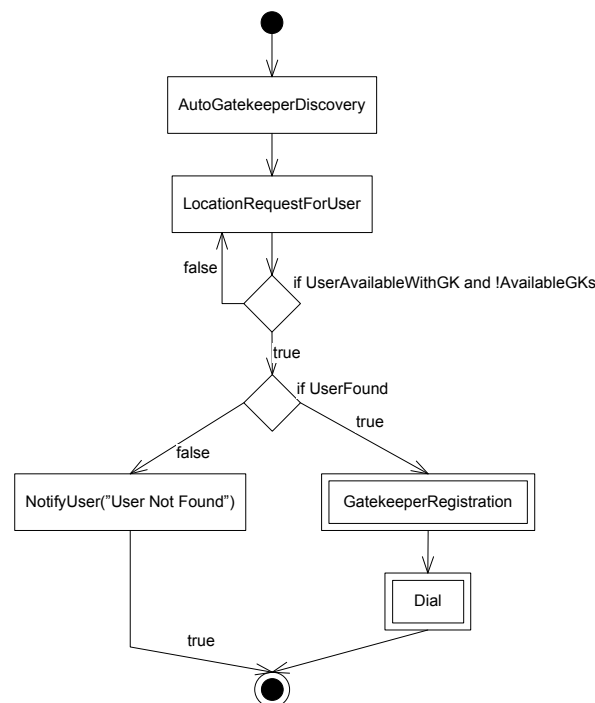 AutoGatekeeperDiscovery
LocationRequestForUser
false
if UserAvailableWithGK and !AvailableGKs
true
if UserFound
true
false
NotifyUser(”User Not Found”)
GatekeeperRegistration
Dial
true